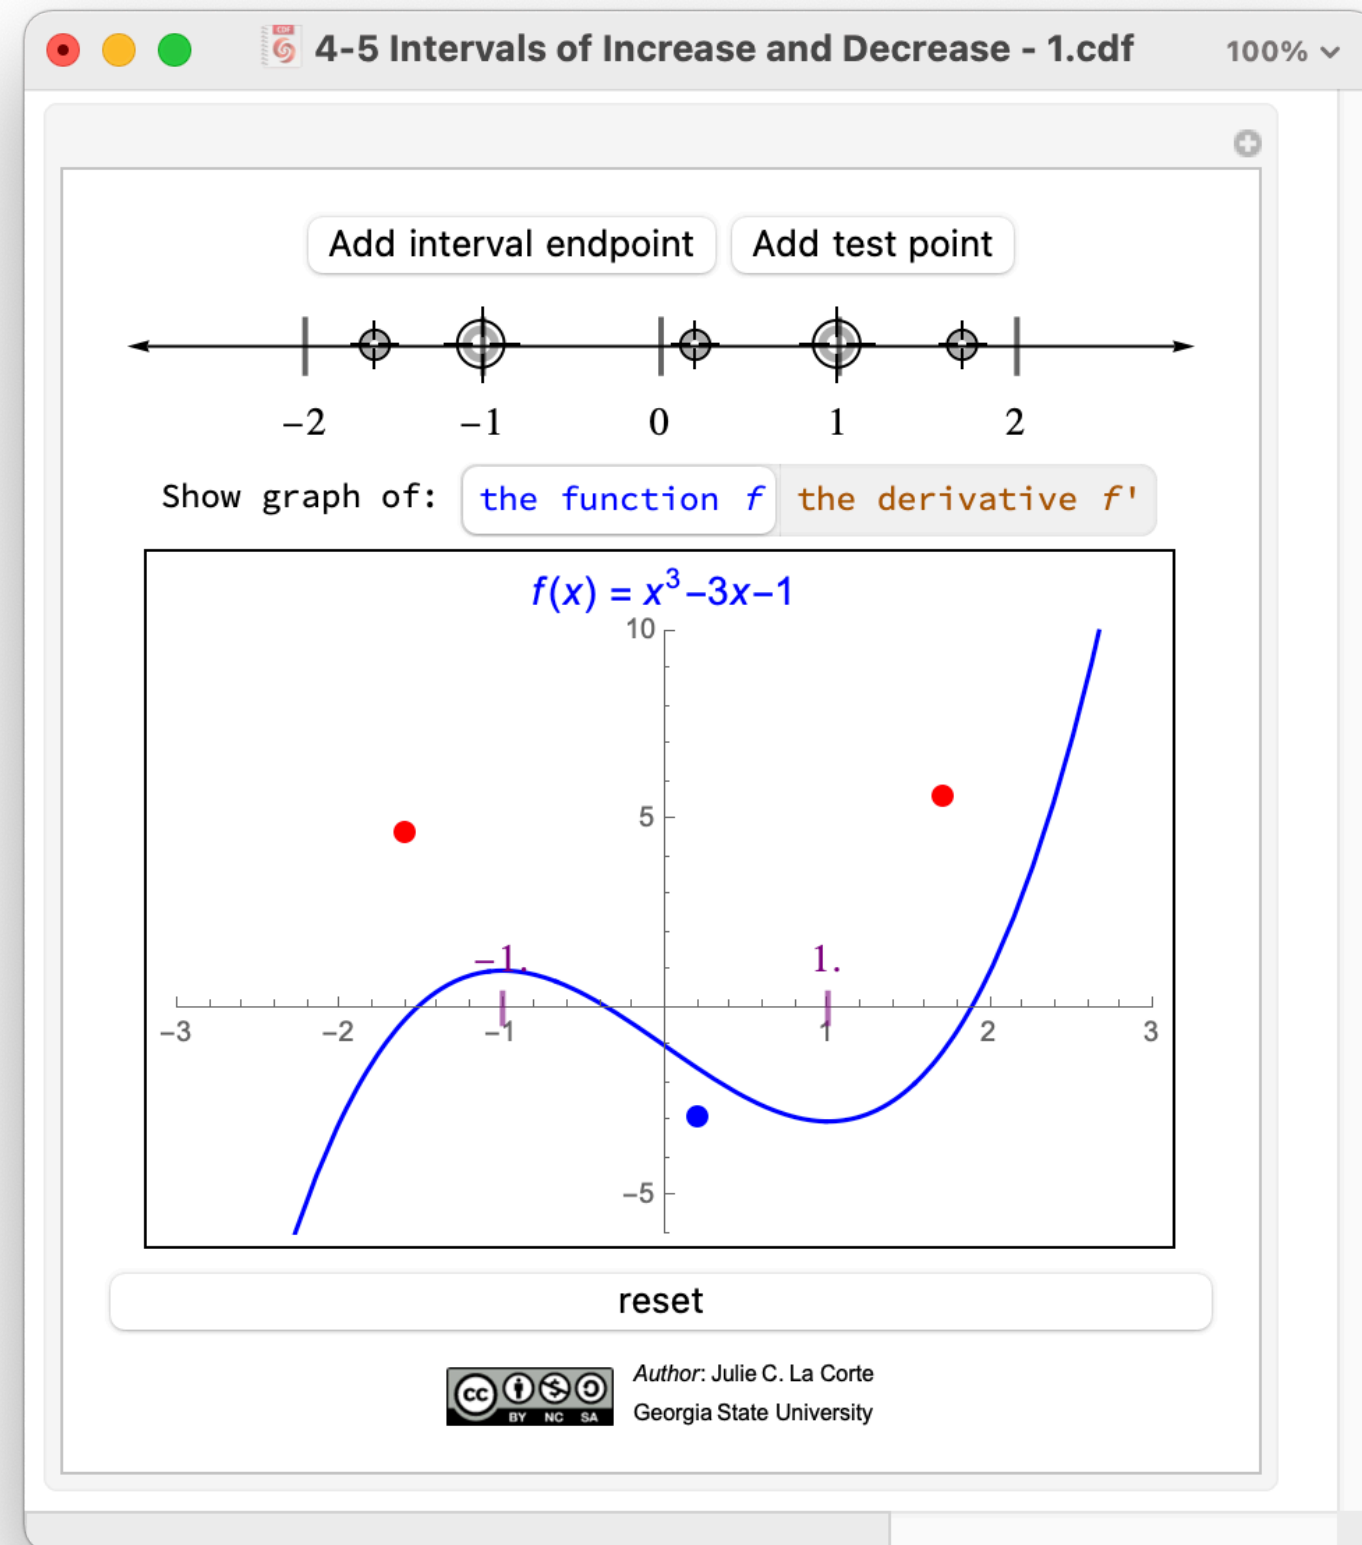 4-5 Intervals of Increase and Decrease - 1.cdf 100%
Add interval endpoint Add test point
−2 −1 0 1 2
Show graph of: the function f the derivative f'
f(x) = x³−3x−1
10
5
−1. 1.
−3 −2 −1 1 2 3
−5
reset
Author: Julie C. La Corte
cc BY NC SA
Georgia State University